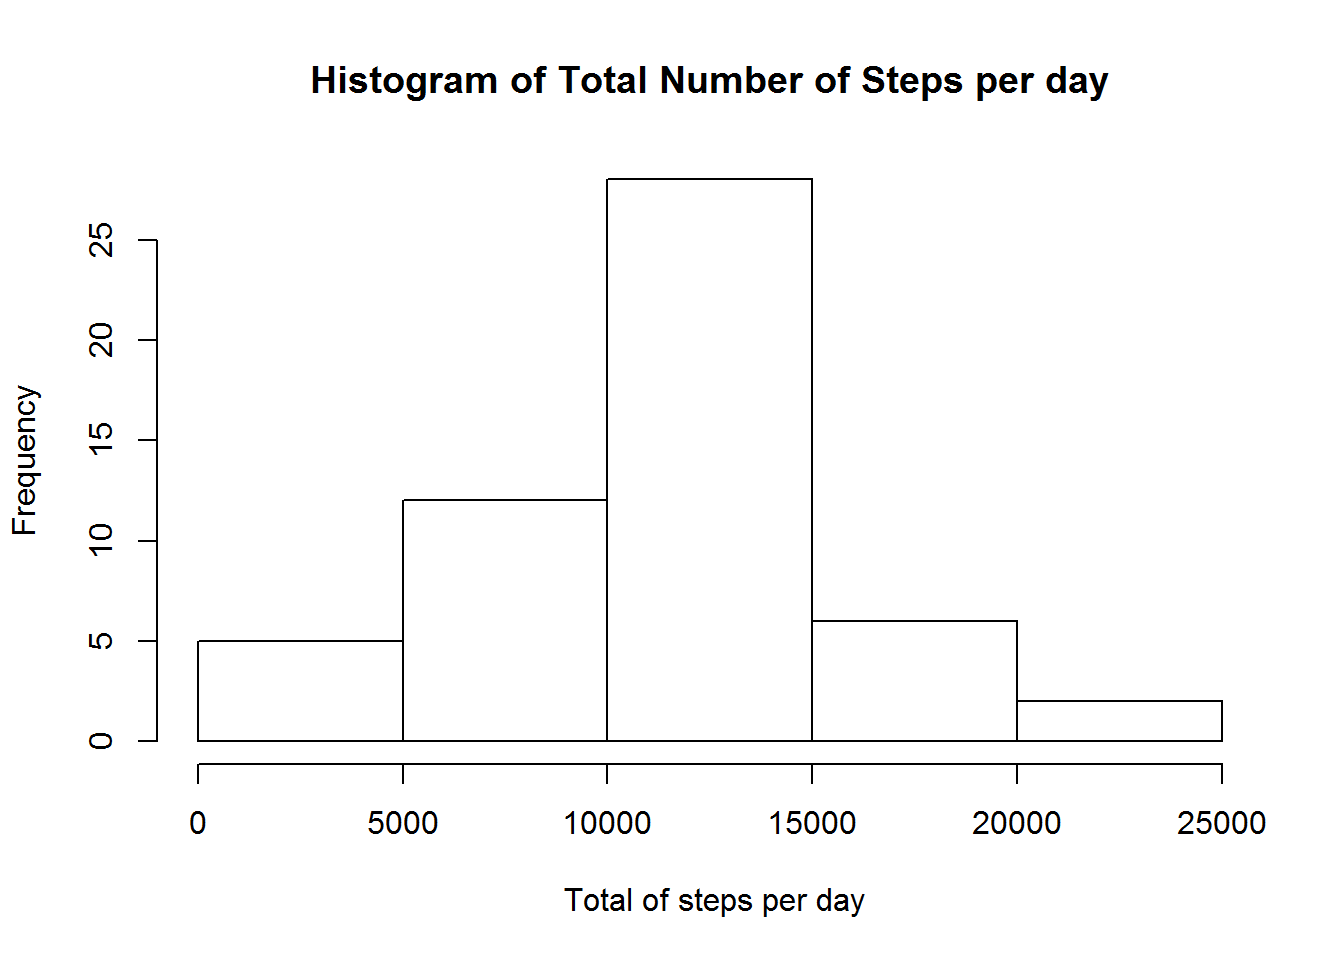 Histogram of Total Number of Steps per day
Frequency
25
20
15
10
5
0
0 5000 10000 15000 20000 25000
Total of steps per day